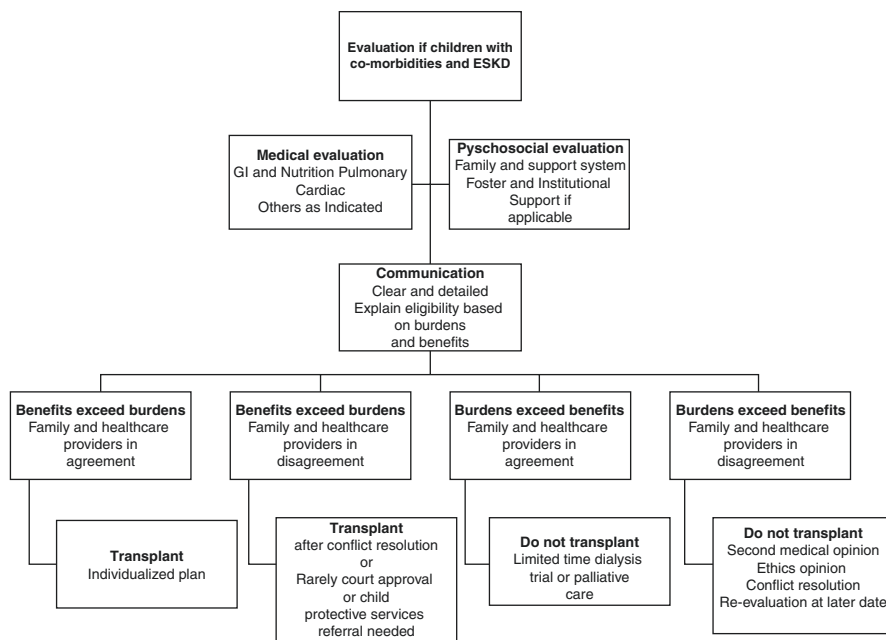 Evaluation if children with
co-morbidities and ESKD
Medical evaluation
GI and Nutrition Pulmonary
Cardiac
Others as Indicated
Pyschosocial evaluation
Family and support system
Foster and Institutional
Support if
applicable
Communication
Clear and detailed
Explain eligibility based
on burdens
and benefits
Benefits exceed burdens
Family and healthcare
providers in
agreement
Benefits exceed burdens
Family and healthcare
providers in
disagreement
Burdens exceed benefits
Family and healthcare
providers in
agreement
Burdens exceed benefits
Family and healthcare
providers in
disagreement
Transplant
Individualized plan
Transplant
after conflict resolution
or
Rarely court approval
or child
protective services
referral needed
Do not transplant
Limited time dialysis
trial or palliative
care
Do not transplant
Second medical opinion
Ethics opinion
Conflict resolution
Re-evaluation at later date